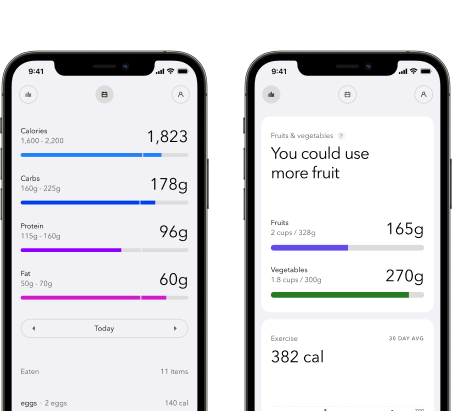 9:41
Calories
1,600 - 2,200
1,823
Carbs
160g - 225g
178g
Protein
115g - 160g
96g
Fat
50g - 70g
60g
Today
Eaten
11 items
eggs · 2 eggs
140 cal
9:41
Fruits & vegetables ?
You could use
more fruit
Fruits
2 cups / 328g
165g
Vegetables
1.8 cups / 300g
270g
Exercise
30 DAY AVG
382 cal